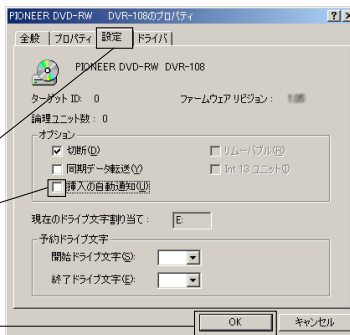 PIONEER DVD-RW DVR-108のプロパティ
全般 プロパティ 設定 ドライバ
PIONEER DVD-RW DVR-108
ターゲット ID: 0 ファームウェア リビジョン:
論理ユニット数: 0
オプション
切断(D) リムーバブル(R)
同期データ転送(Y) Int 13 ユニット(I)
挿入の自動通知(U)
現在のドライブ文字割り当て: E:
予約ドライブ文字
開始ドライブ文字(S):
終了ドライブ文字(E):
OK キャンセル